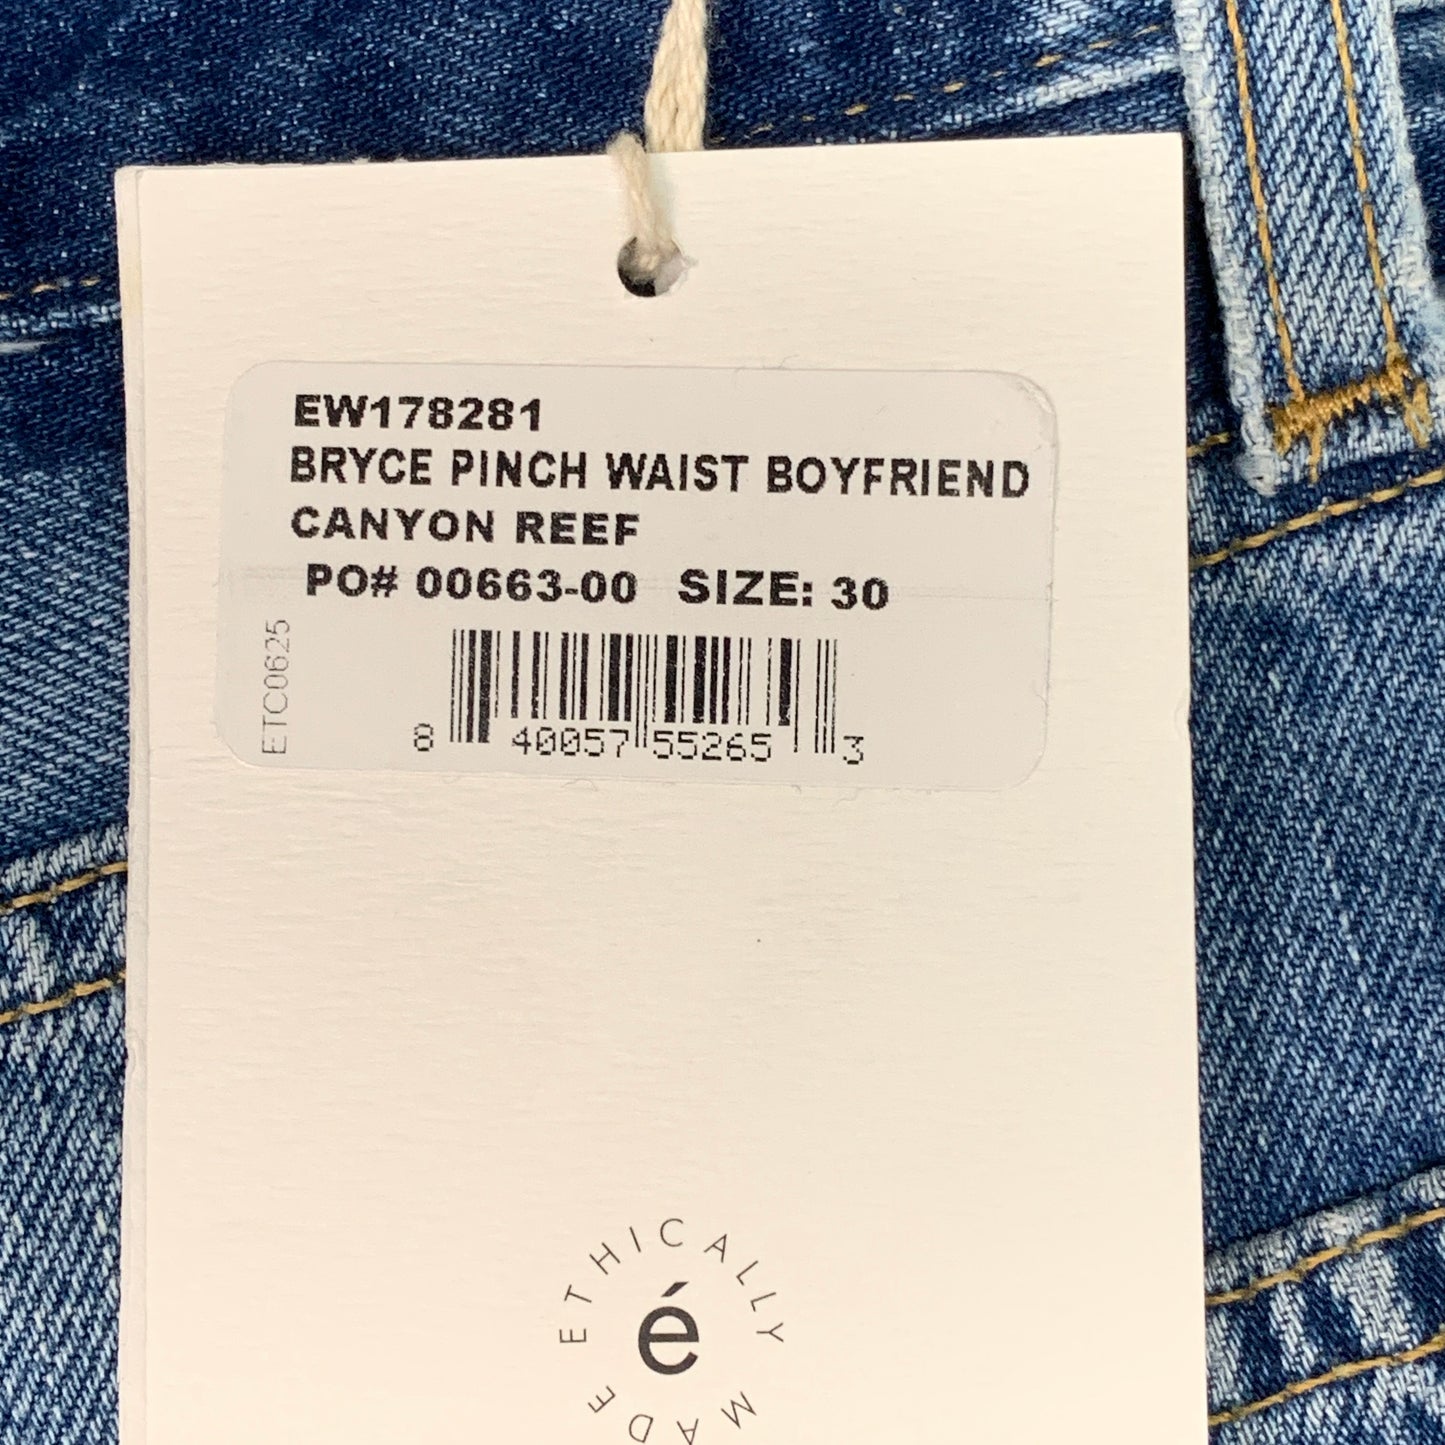 EW178281
BRYCE PINCH WAIST BOYFRIEND
CANYON REEF
PO# 00663-00 SIZE: 30
ETC0625
8 40057 55265 3
ETHICALLY MADE
é